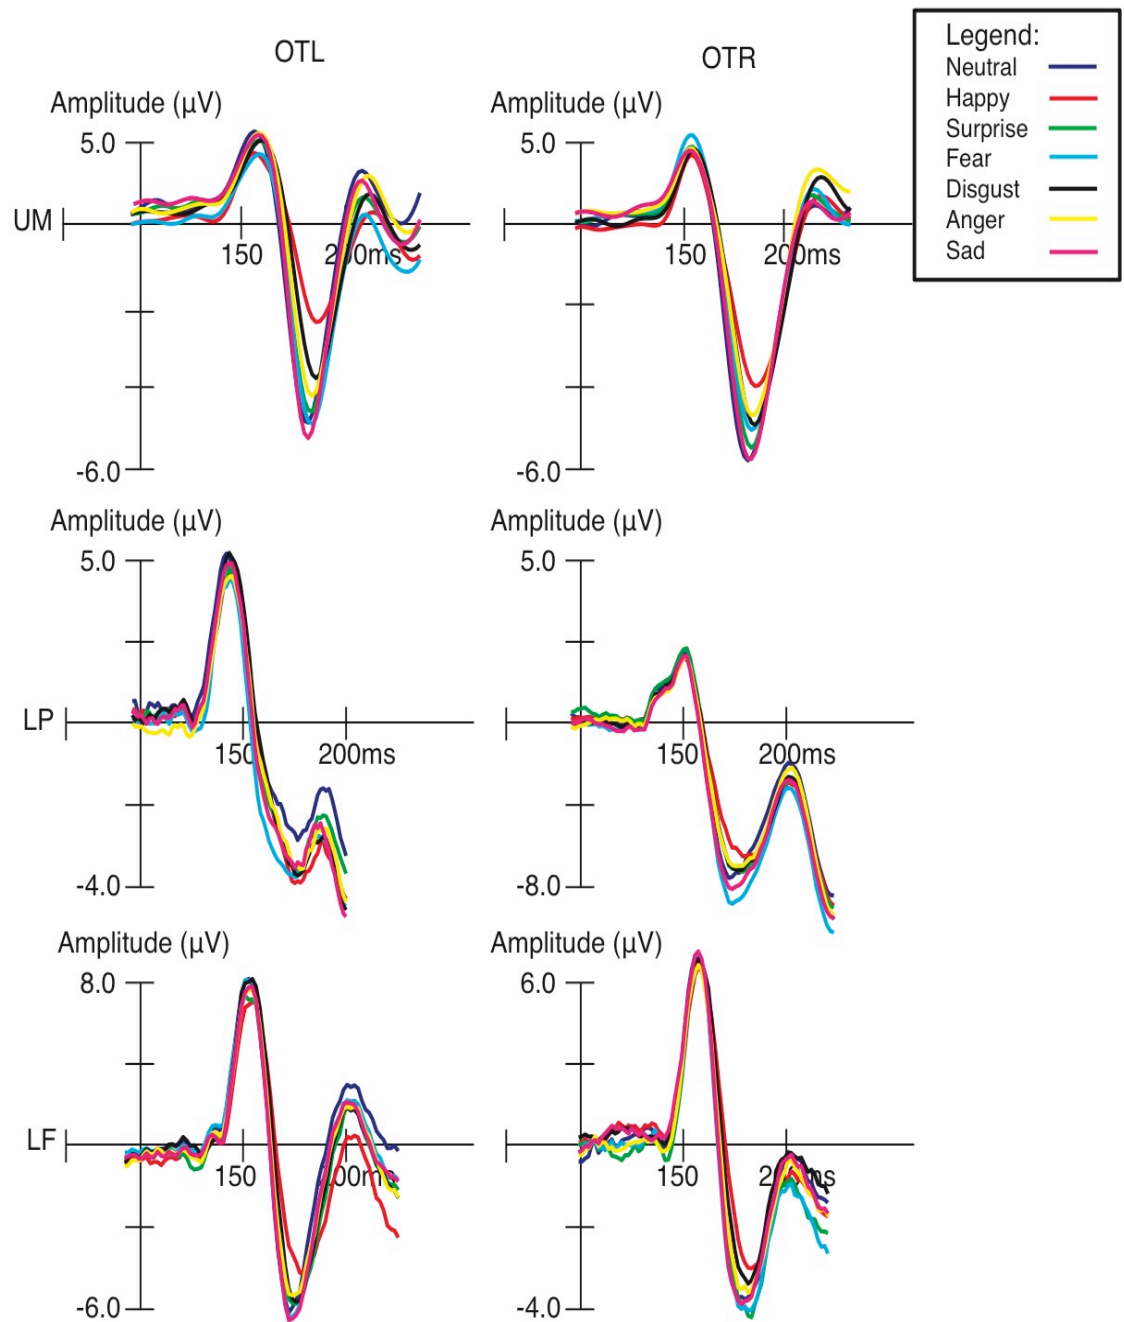 OTL
OTR
Legend:
Neutral
Happy
Surprise
Fear
Disgust
Anger
Sad
Amplitude (μV)
Amplitude (μV)
5.0
5.0
UM
150
200ms
150
200ms
-6.0
-6.0
Amplitude (μV)
Amplitude (μV)
5.0
5.0
LP
150
200ms
150
200ms
-4.0
-8.0
Amplitude (μV)
Amplitude (μV)
8.0
6.0
LF
150
200ms
150
200ms
-6.0
-4.0